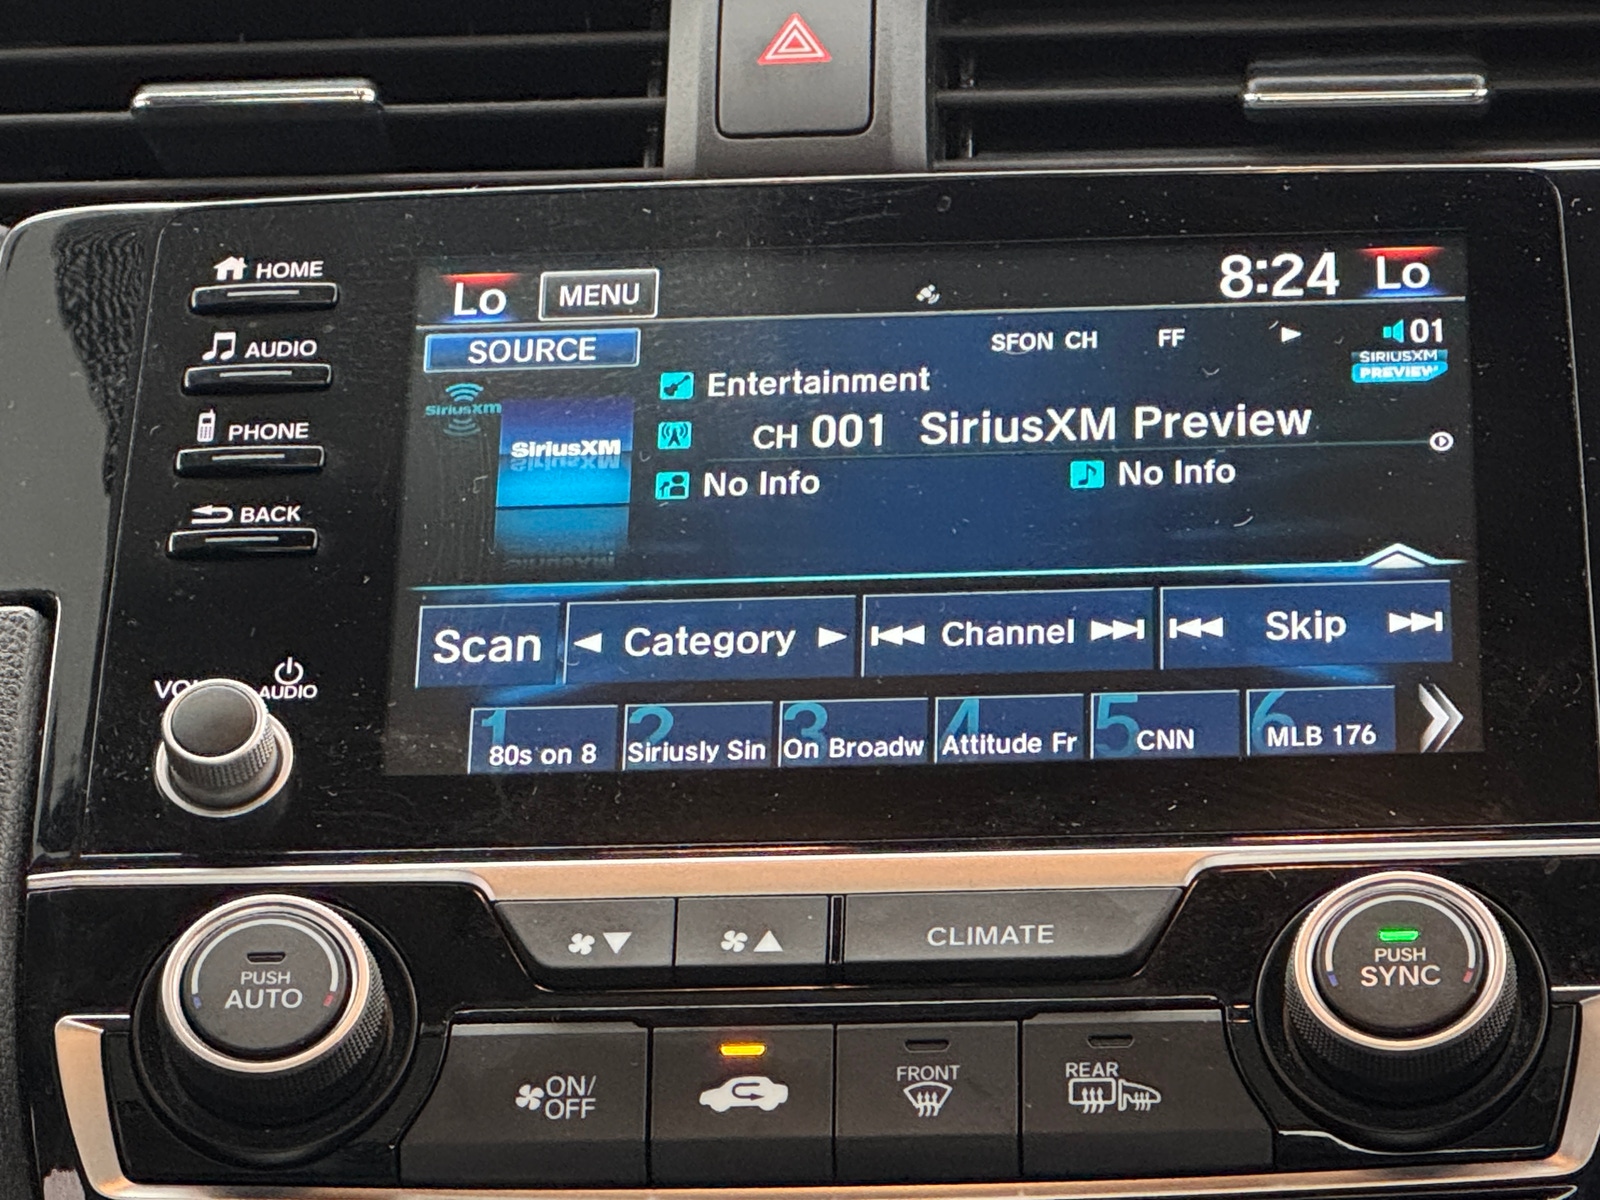 HOME
AUDIO
PHONE
BACK
AUDIO
Lo MENU 8:24 Lo
SOURCE SFON CH FF 01
SIRIUSXM
PREVIEW
SiriusXM
SiriusXM
Entertainment
CH 001 SiriusXM Preview
No Info No Info
Scan Category Channel Skip
1 80s on 8
2 Siriusly Sin
3 On Broadw
4 Attitude Fr
5 CNN
6 MLB 176
CLIMATE
PUSH
AUTO
PUSH
SYNC
ON/
OFF
FRONT
REAR